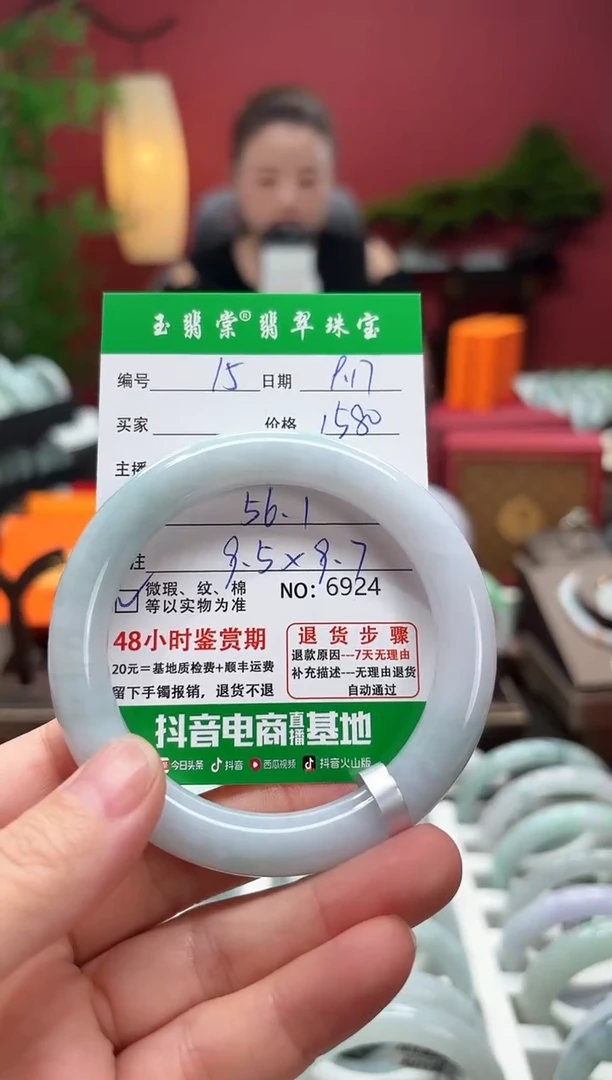 玉翡棠®翡翠珠宝
编号 15 日期 9.17
买家 价格 1580
主播
56.1
注 8.5×8.7
微瑕、纹、棉
等以实物为准
NO: 6924
48小时鉴赏期
20元=基地质检费+顺丰运费
留下手镯报销，退货不退
退货步骤
退款原因---7天无理由
补充描述---无理由退货
自动通过
抖音电商直播基地
今日头条 抖音 西瓜视频 抖音火山版